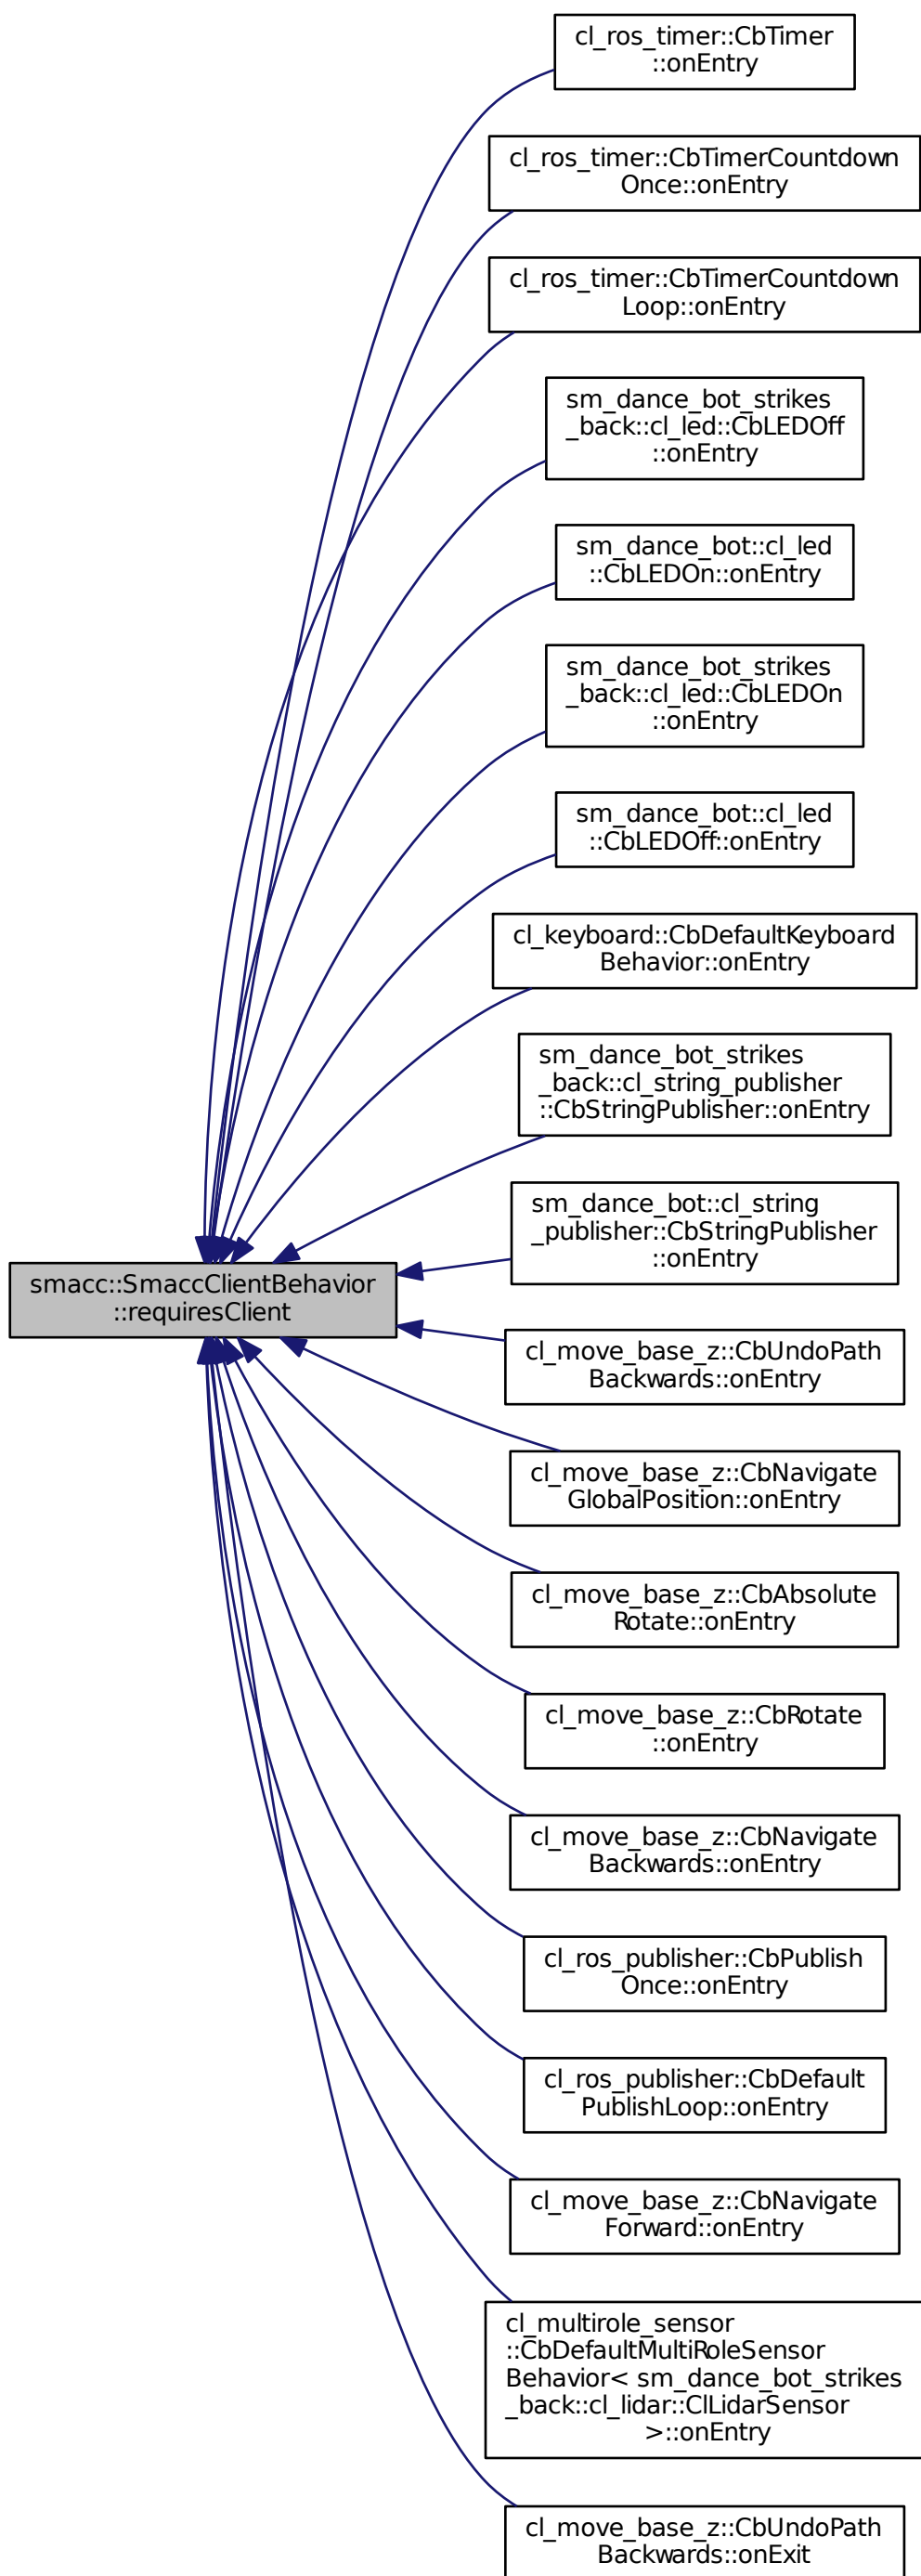 cl_ros_timer::CbTimer
::onEntry
cl_ros_timer::CbTimerCountdown
Once::onEntry
cl_ros_timer::CbTimerCountdown
Loop::onEntry
sm_dance_bot_strikes
_back::cl_led::CbLEDOff
::onEntry
sm_dance_bot::cl_led
::CbLEDOn::onEntry
sm_dance_bot_strikes
_back::cl_led::CbLEDOn
::onEntry
sm_dance_bot::cl_led
::CbLEDOff::onEntry
cl_keyboard::CbDefaultKeyboard
Behavior::onEntry
sm_dance_bot_strikes
_back::cl_string_publisher
::CbStringPublisher::onEntry
sm_dance_bot::cl_string
_publisher::CbStringPublisher
::onEntry
smacc::SmaccClientBehavior
::requiresClient
cl_move_base_z::CbUndoPath
Backwards::onEntry
cl_move_base_z::CbNavigate
GlobalPosition::onEntry
cl_move_base_z::CbAbsolute
Rotate::onEntry
cl_move_base_z::CbRotate
::onEntry
cl_move_base_z::CbNavigate
Backwards::onEntry
cl_ros_publisher::CbPublish
Once::onEntry
cl_ros_publisher::CbDefault
PublishLoop::onEntry
cl_move_base_z::CbNavigate
Forward::onEntry
cl_multirole_sensor
::CbDefaultMultiRoleSensor
Behavior< sm_dance_bot_strikes
_back::cl_lidar::ClLidarSensor
>::onEntry
cl_move_base_z::CbUndoPath
Backwards::onExit